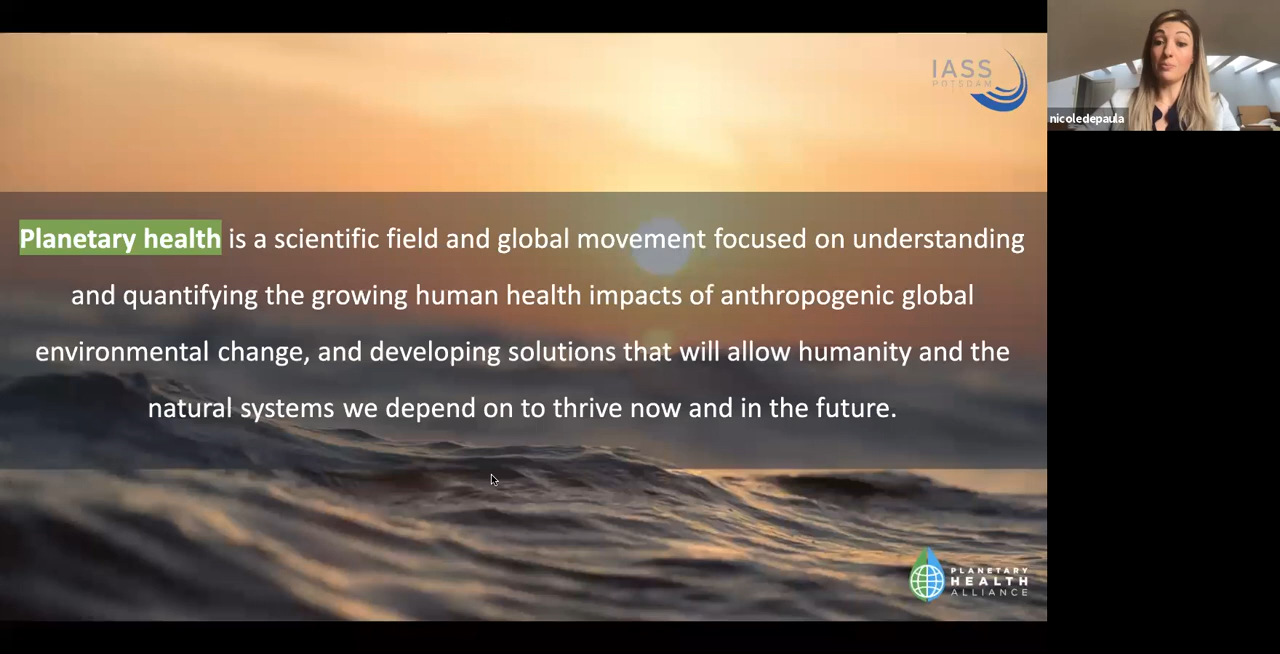 IASS
POTSDAM
nicoledepaula
Planetary health is a scientific field and global movement focused on understanding
and quantifying the growing human health impacts of anthropogenic global
environmental change, and developing solutions that will allow humanity and the
natural systems we depend on to thrive now and in the future.
PLANETARY
HEALTH
ALLIANCE